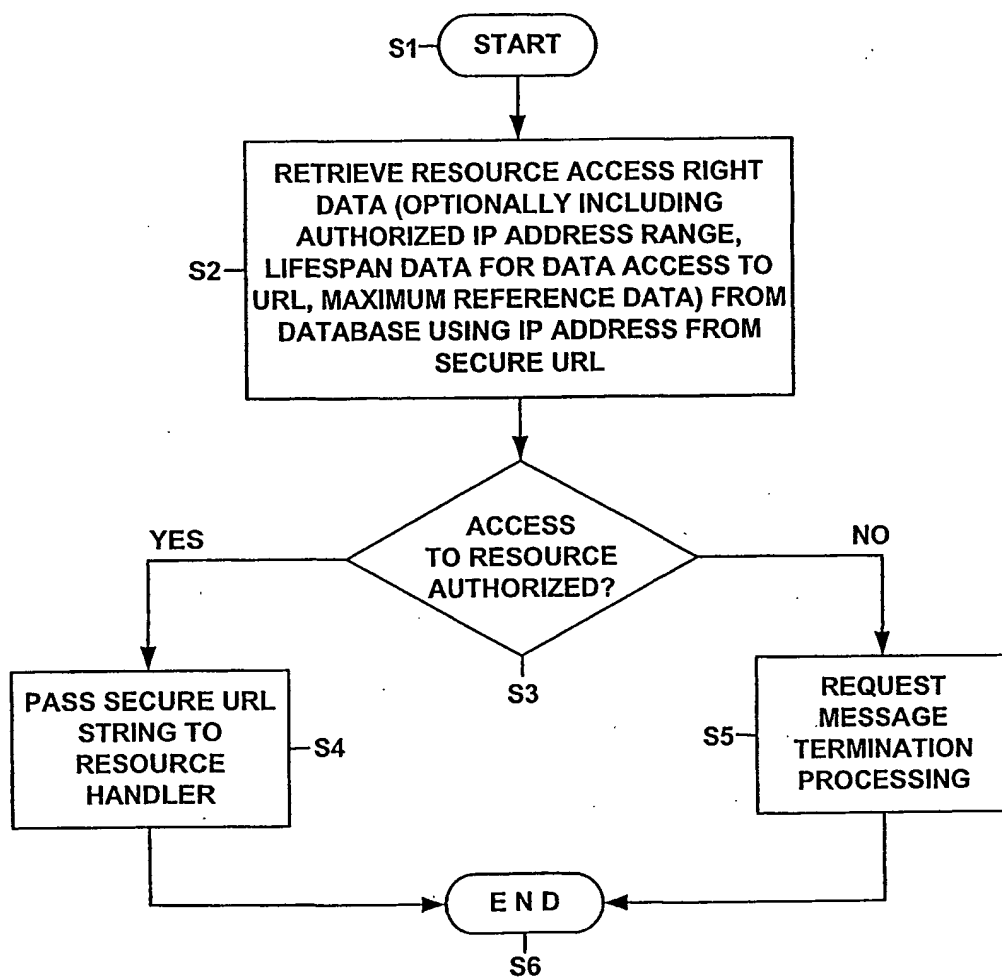 S1
START
RETRIEVE RESOURCE ACCESS RIGHT
DATA (OPTIONALLY INCLUDING
AUTHORIZED IP ADDRESS RANGE,
LIFESPAN DATA FOR DATA ACCESS TO
URL, MAXIMUM REFERENCE DATA) FROM
DATABASE USING IP ADDRESS FROM
SECURE URL
S2
ACCESS
TO RESOURCE
AUTHORIZED?
YES
NO
S3
PASS SECURE URL
STRING TO
RESOURCE
HANDLER
S4
S5
REQUEST
MESSAGE
TERMINATION
PROCESSING
E N D
S6